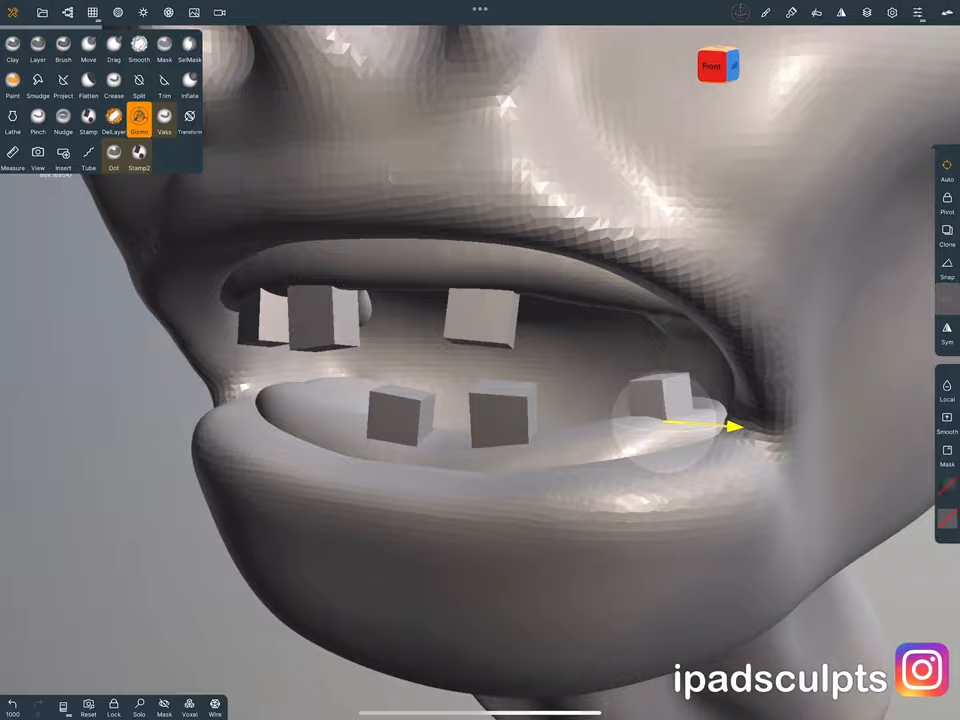 Clay Layer Brush Move Drag Smooth Mask SelMask
Paint Smudge Project Flatten Crease Split Trim Inflate
Lathe Pinch Nudge Stamp DelLayer Gizmo Vass Transform
Measure View Insert Tube Dot Stamp2
Front
Auto
Pivot
Clone
Snap
Sym
Local
Smooth
Mask
ipadsculpts
1000 Reset Lock Solo Mask Voxel Wire